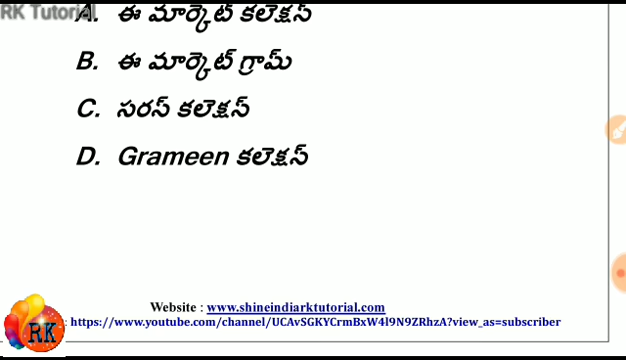 RK Tutorial
A. ఈ మార్కెట్ కలెక్షన్
B. ఈ మార్కెట్ గ్రామ్
C. సరస్ కలెక్షన్
D. Grameen కలెక్షన్
Website : www.shineindiarktutorial.com
: https://www.youtube.com/channel/UCAvSGKYCrmBxW4l9N9ZRhzA?view_as=subscriber
RK